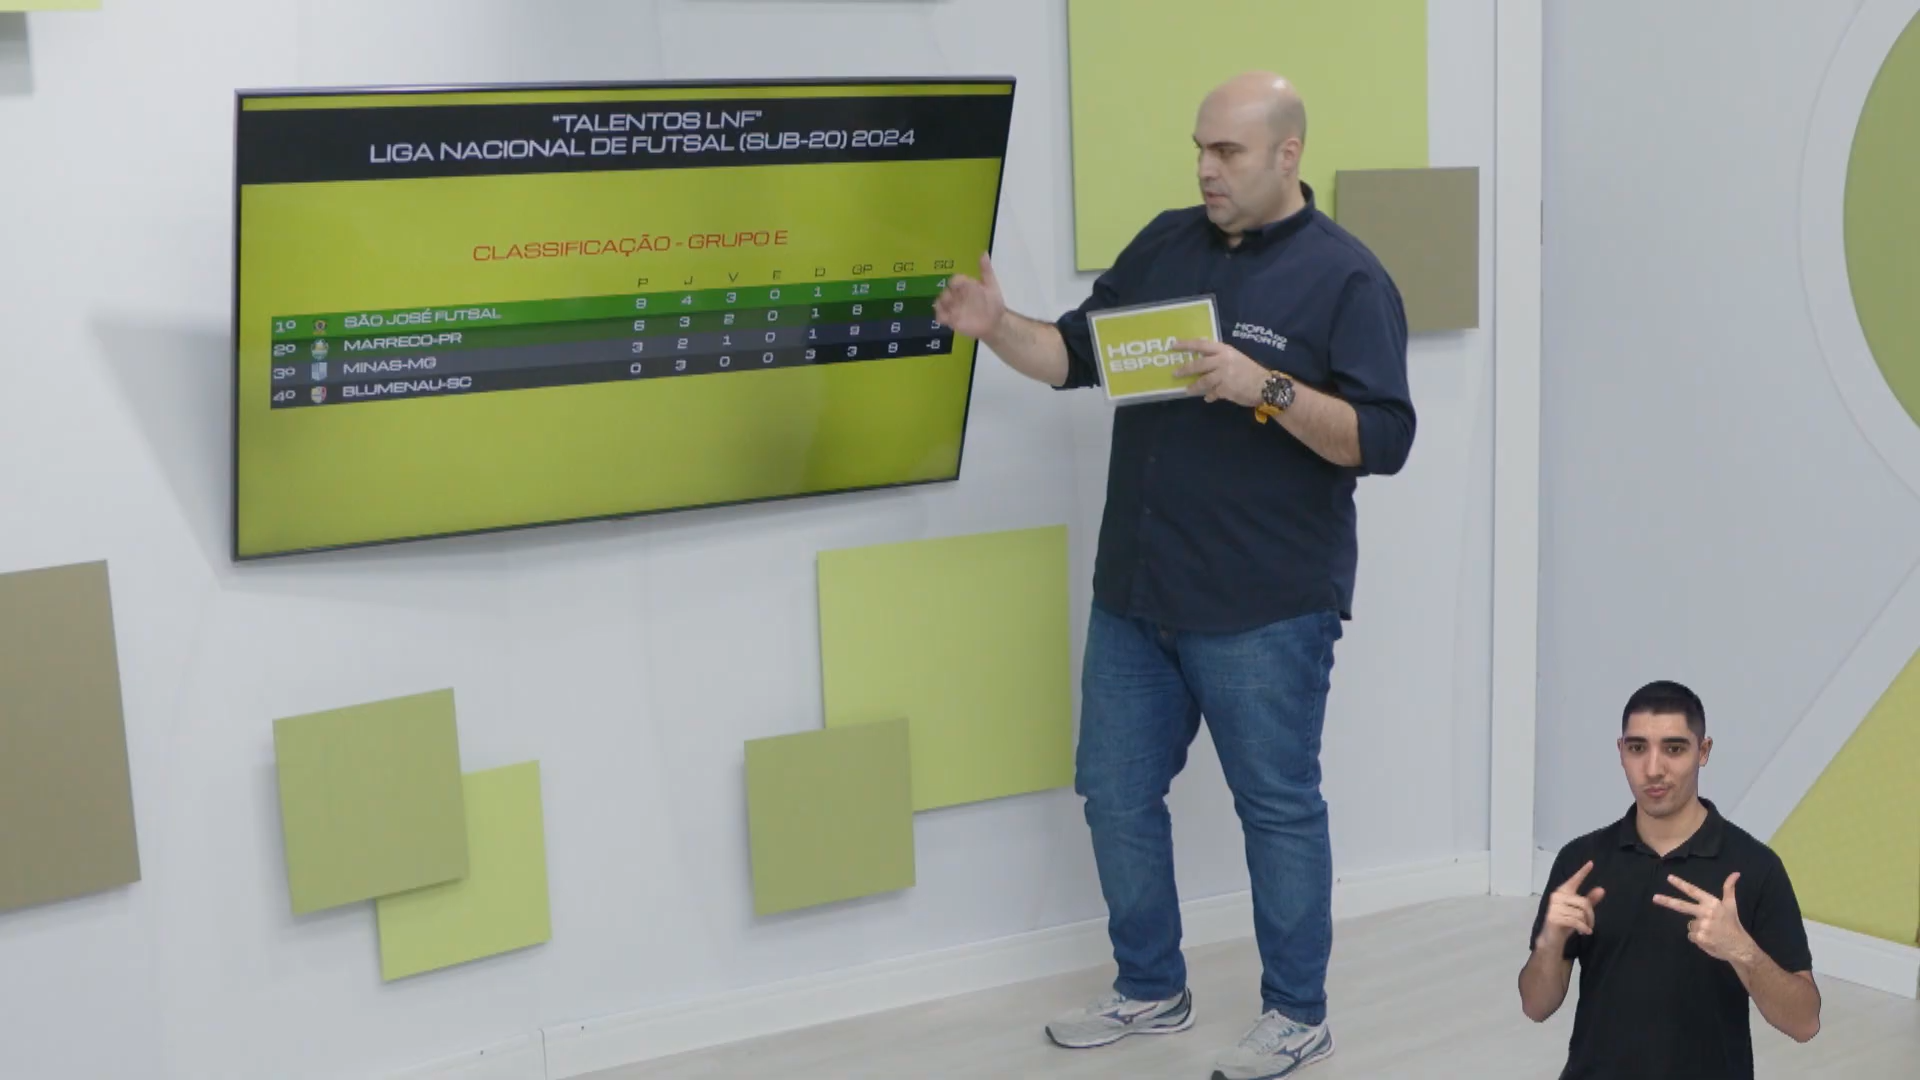 "TALENTOS LNF"
LIGA NACIONAL DE FUTSAL (SUB-20) 2024
CLASSIFICAÇÃO - GRUPO E
P J V E D GP GC SG
1º SÃO JOSÉ FUTSAL 9 4 3 0 1 12 8 4
2º MARRECO-PR 6 3 2 0 1 8 9
3º MINAS-MG 3 2 1 0 1 9 6 3
4º BLUMENAU-SC 0 3 0 0 3 3 9 -6
HORA DO
ESPORTE
HORA
ESPORTE